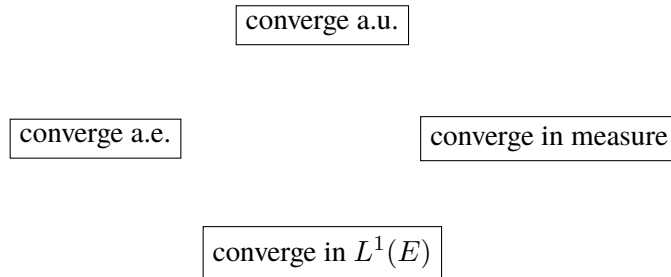 converge a.u.
converge a.e.
converge in measure
converge in $L^1(E)$